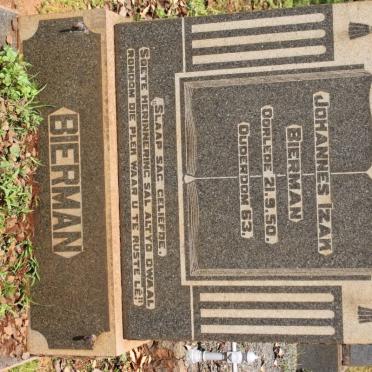 JOHANNES IZAK
BIERMAN
OORLEDE 21.9.50.
OUDERDOM 63.
"SLAAP SAG GELIEFDE,
SOETE HERINNERING SAL ALTYD DWAAL
RONDOM DIE PLEK WAAR U TE RUSTE LÊ"
BIERMAN